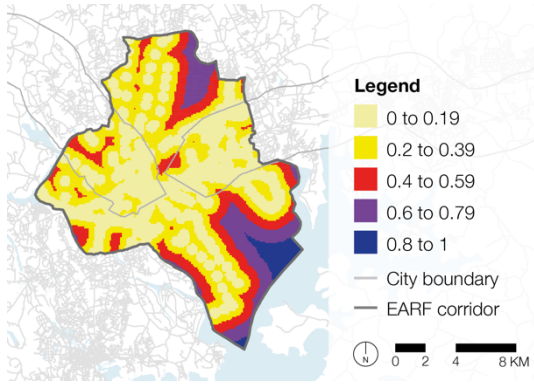 Legend
0 to 0.19
0.2 to 0.39
0.4 to 0.59
0.6 to 0.79
0.8 to 1
City boundary
EARF corridor
N
0 2 4 8 KM